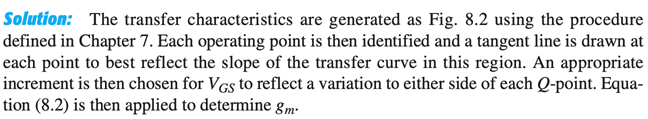 Solution: The transfer characteristics are generated as Fig. 8.2 using the procedure
defined in Chapter 7. Each operating point is then identified and a tangent line is drawn at
each point to best reflect the slope of the transfer curve in this region. An appropriate
increment is then chosen for VGS to reflect a variation to either side of each Q-point. Equa-
tion (8.2) is then applied to determine gm.